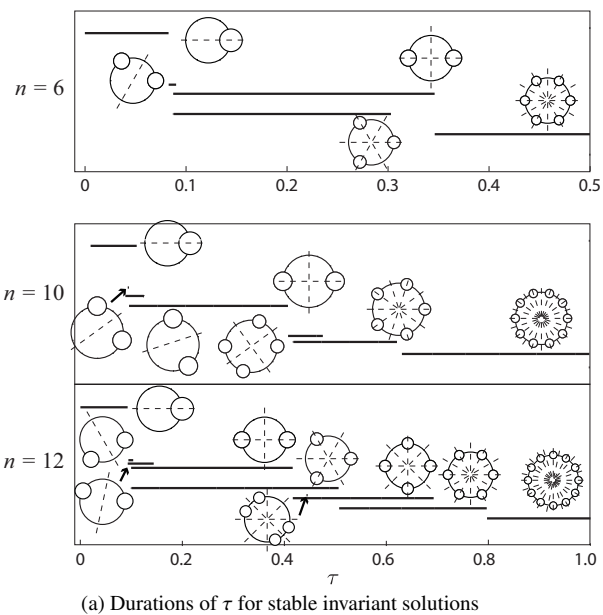 n = 6
0 0.1 0.2 0.3 0.4 0.5
n = 10
n = 12
0 0.2 0.4 0.6 0.8 1.0
τ
(a) Durations of τ for stable invariant solutions